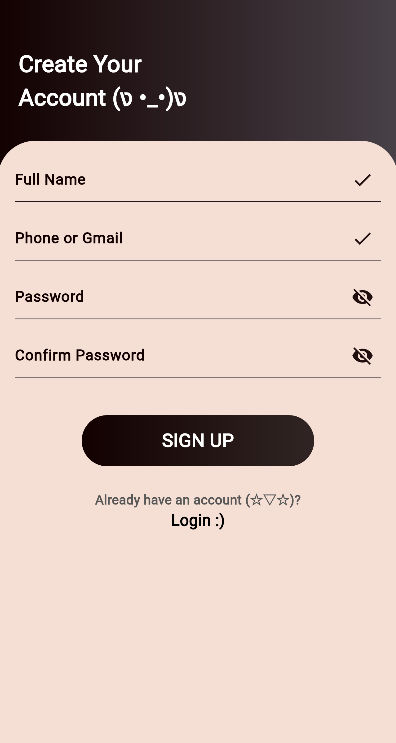 Create Your
Account (ง •_•)ง
Full Name
Phone or Gmail
Password
Confirm Password
SIGN UP
Already have an account (☆▽☆)?
Login :)